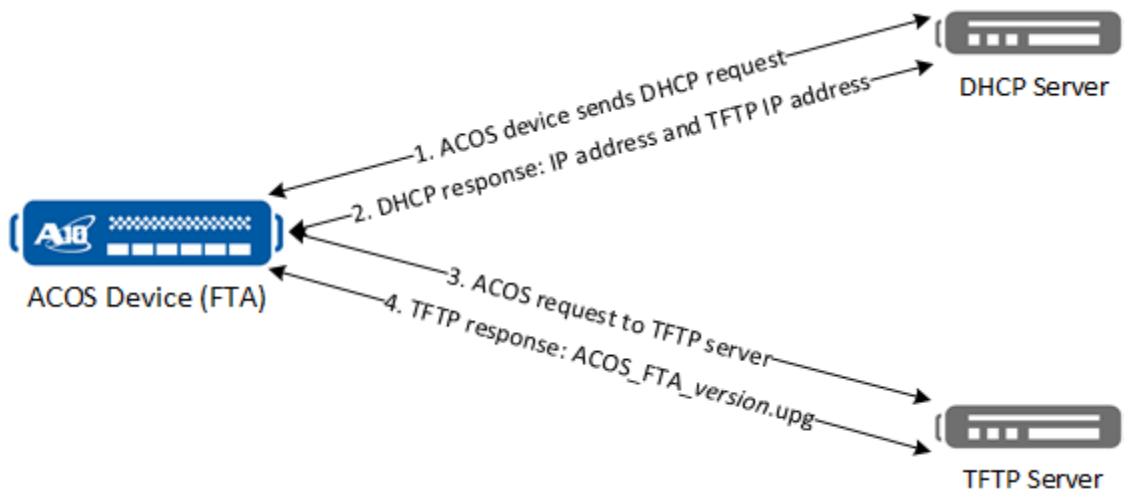 1. ACOS device sends DHCP request
DHCP Server
2. DHCP response: IP address and TFTP IP address
A10
ACOS Device (FTA)
3. ACOS request to TFTP server
4. TFTP response: ACOS_FTA_version.upg
TFTP Server